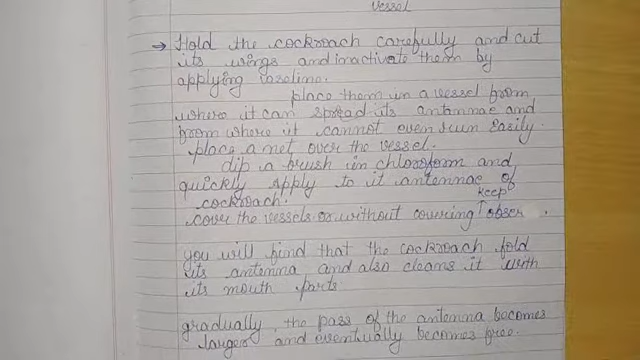 vessel
→ Hold the cockroach carefully and cut
its wings and inactivate them by
applying vaseline.
place them in a vessel from
where it can spread its antennae and
from where it cannot even run easily.
place a net over the vessel.
dip a brush in chloroform and
quickly apply to it antennae of
cockroach.
keep
cover the vessels or without covering ↑ obser
you will find that the cockroach fold
its antenna and also cleans it with
its mouth parts
gradually, the pass of the antenna becomes
larger and eventually becomes free.